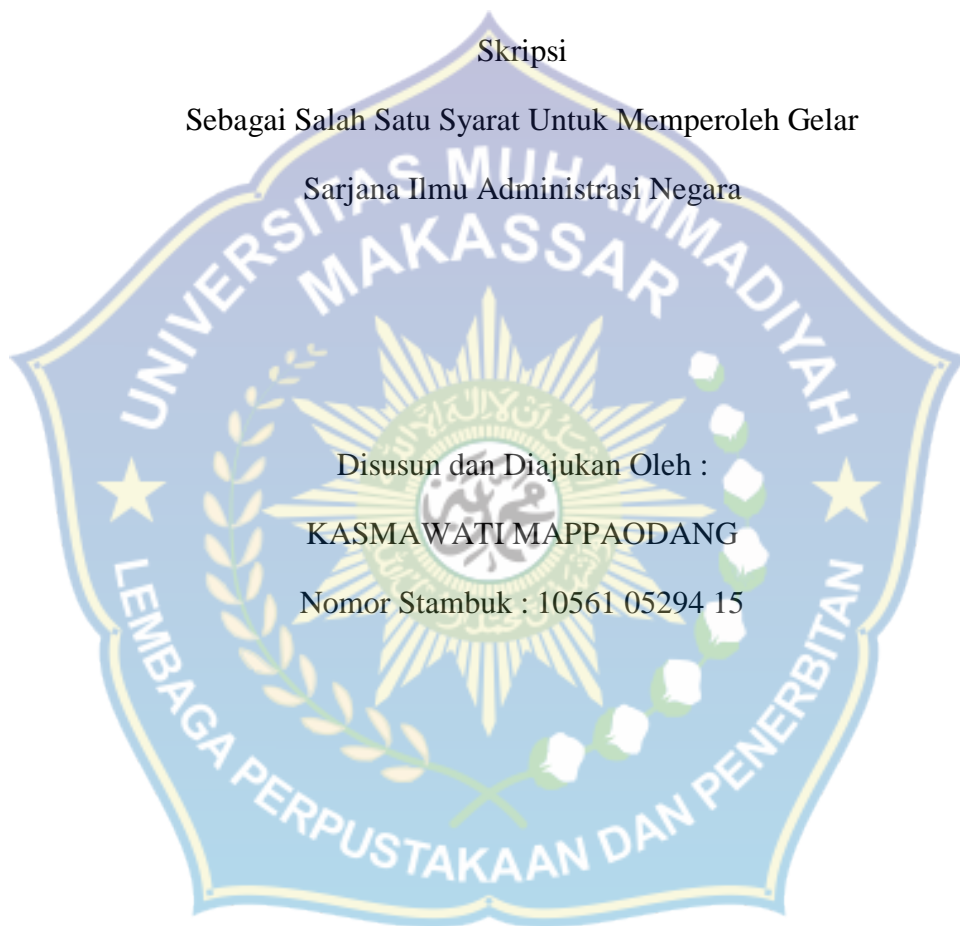 Skripsi
Sebagai Salah Satu Syarat Untuk Memperoleh Gelar
Sarjana Ilmu Administrasi Negara
UNIVERSITAS MUHAMMADIYAH
MAKASSAR
Disusun dan Diajukan Oleh :
KASMAWATI MAPPAODANG
Nomor Stambuk : 10561 05294 15
LEMBAGA PERPUSTAKAAN DAN PENERBITAN